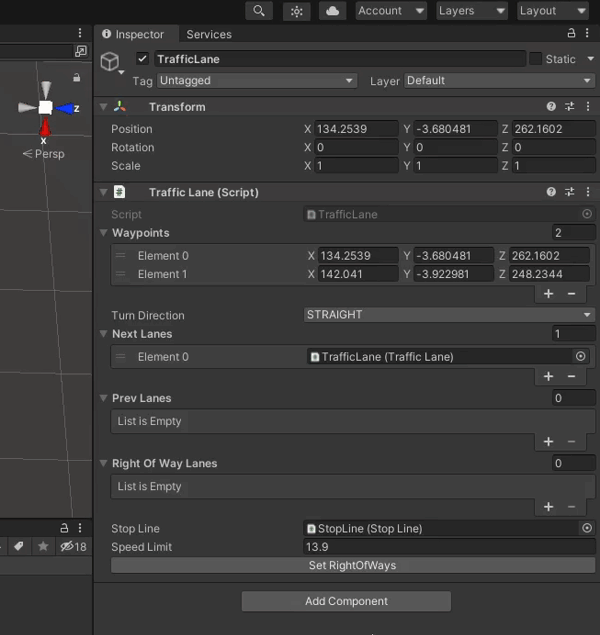 Account Layers Layout
Inspector Services
TrafficLane Static
Tag Untagged Layer Default
z
x
Persp
Transform
Position X 134.2539 Y -3.680481 Z 262.1602
Rotation X 0 Y 0 Z 0
Scale X 1 Y 1 Z 1
# Traffic Lane (Script)
Script TrafficLane
Waypoints 2
Element 0 X 134.2539 Y -3.680481 Z 262.1602
Element 1 X 142.041 Y -3.922981 Z 248.2344
+ −
Turn Direction STRAIGHT
Next Lanes 1
Element 0 TrafficLane (Traffic Lane)
+ −
Prev Lanes 0
List is Empty
+ −
Right Of Way Lanes 0
List is Empty
+ −
18
Stop Line StopLine (Stop Line)
Speed Limit 13.9
Set RightOfWays
Add Component